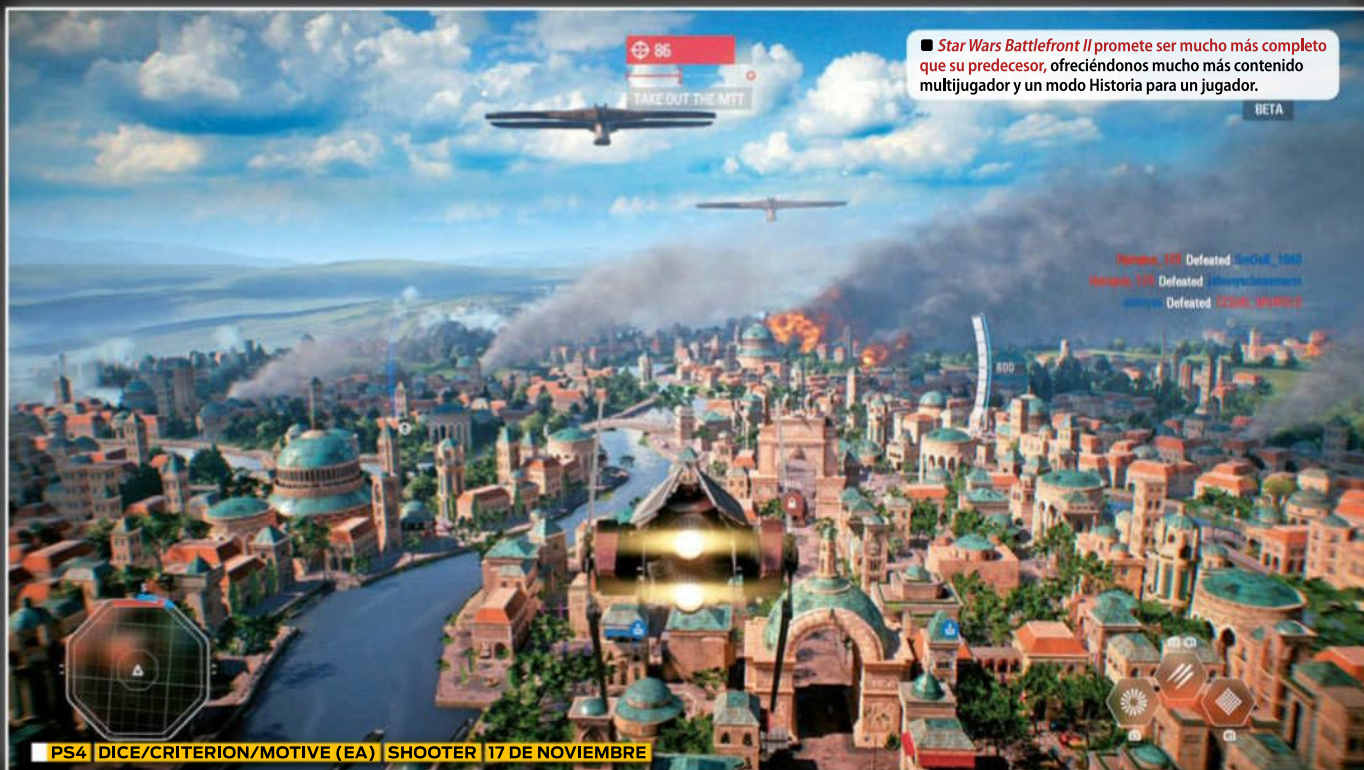 86
TAKE OUT THE MTT
■ Star Wars Battlefront II promete ser mucho más completo
que su predecesor, ofreciéndonos mucho más contenido
multijugador y un modo Historia para un jugador.
BETA
Defeated
Defeated
Defeated
600
PS4 DICE/CRITERION/MOTIVE (EA) SHOOTER 17 DE NOVIEMBRE